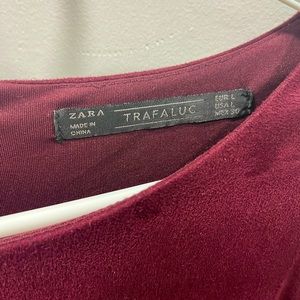 ZARA
MADE IN
CHINA
TRAFALUC
EUR L
USA L
MEX 30